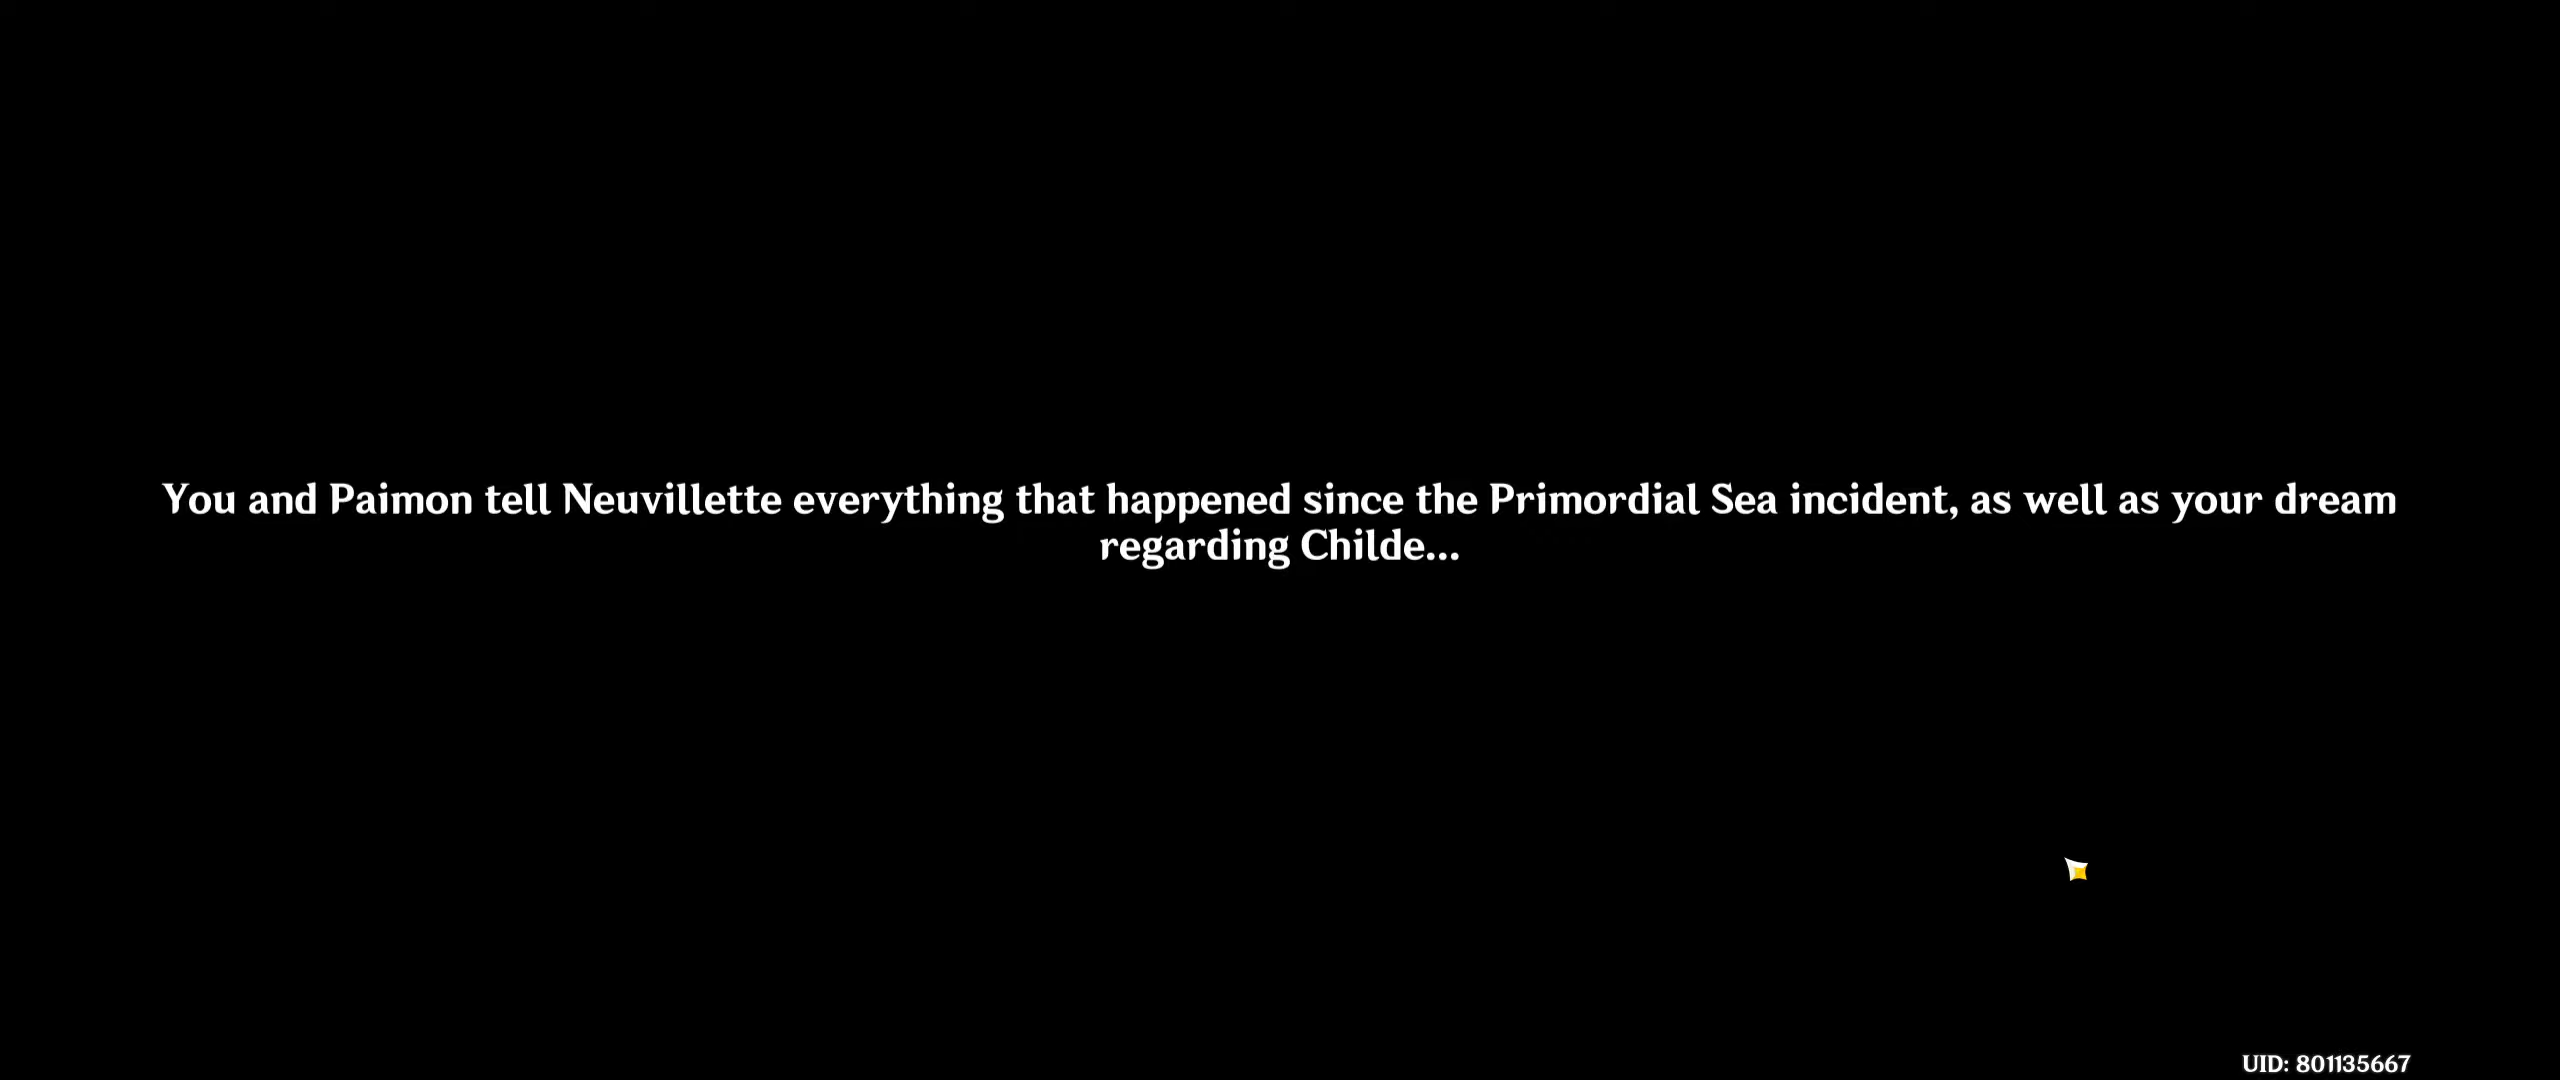 You and Paimon tell Neuvillette everything that happened since the Primordial Sea incident, as well as your dream
regarding Childe...
UID: 801135667